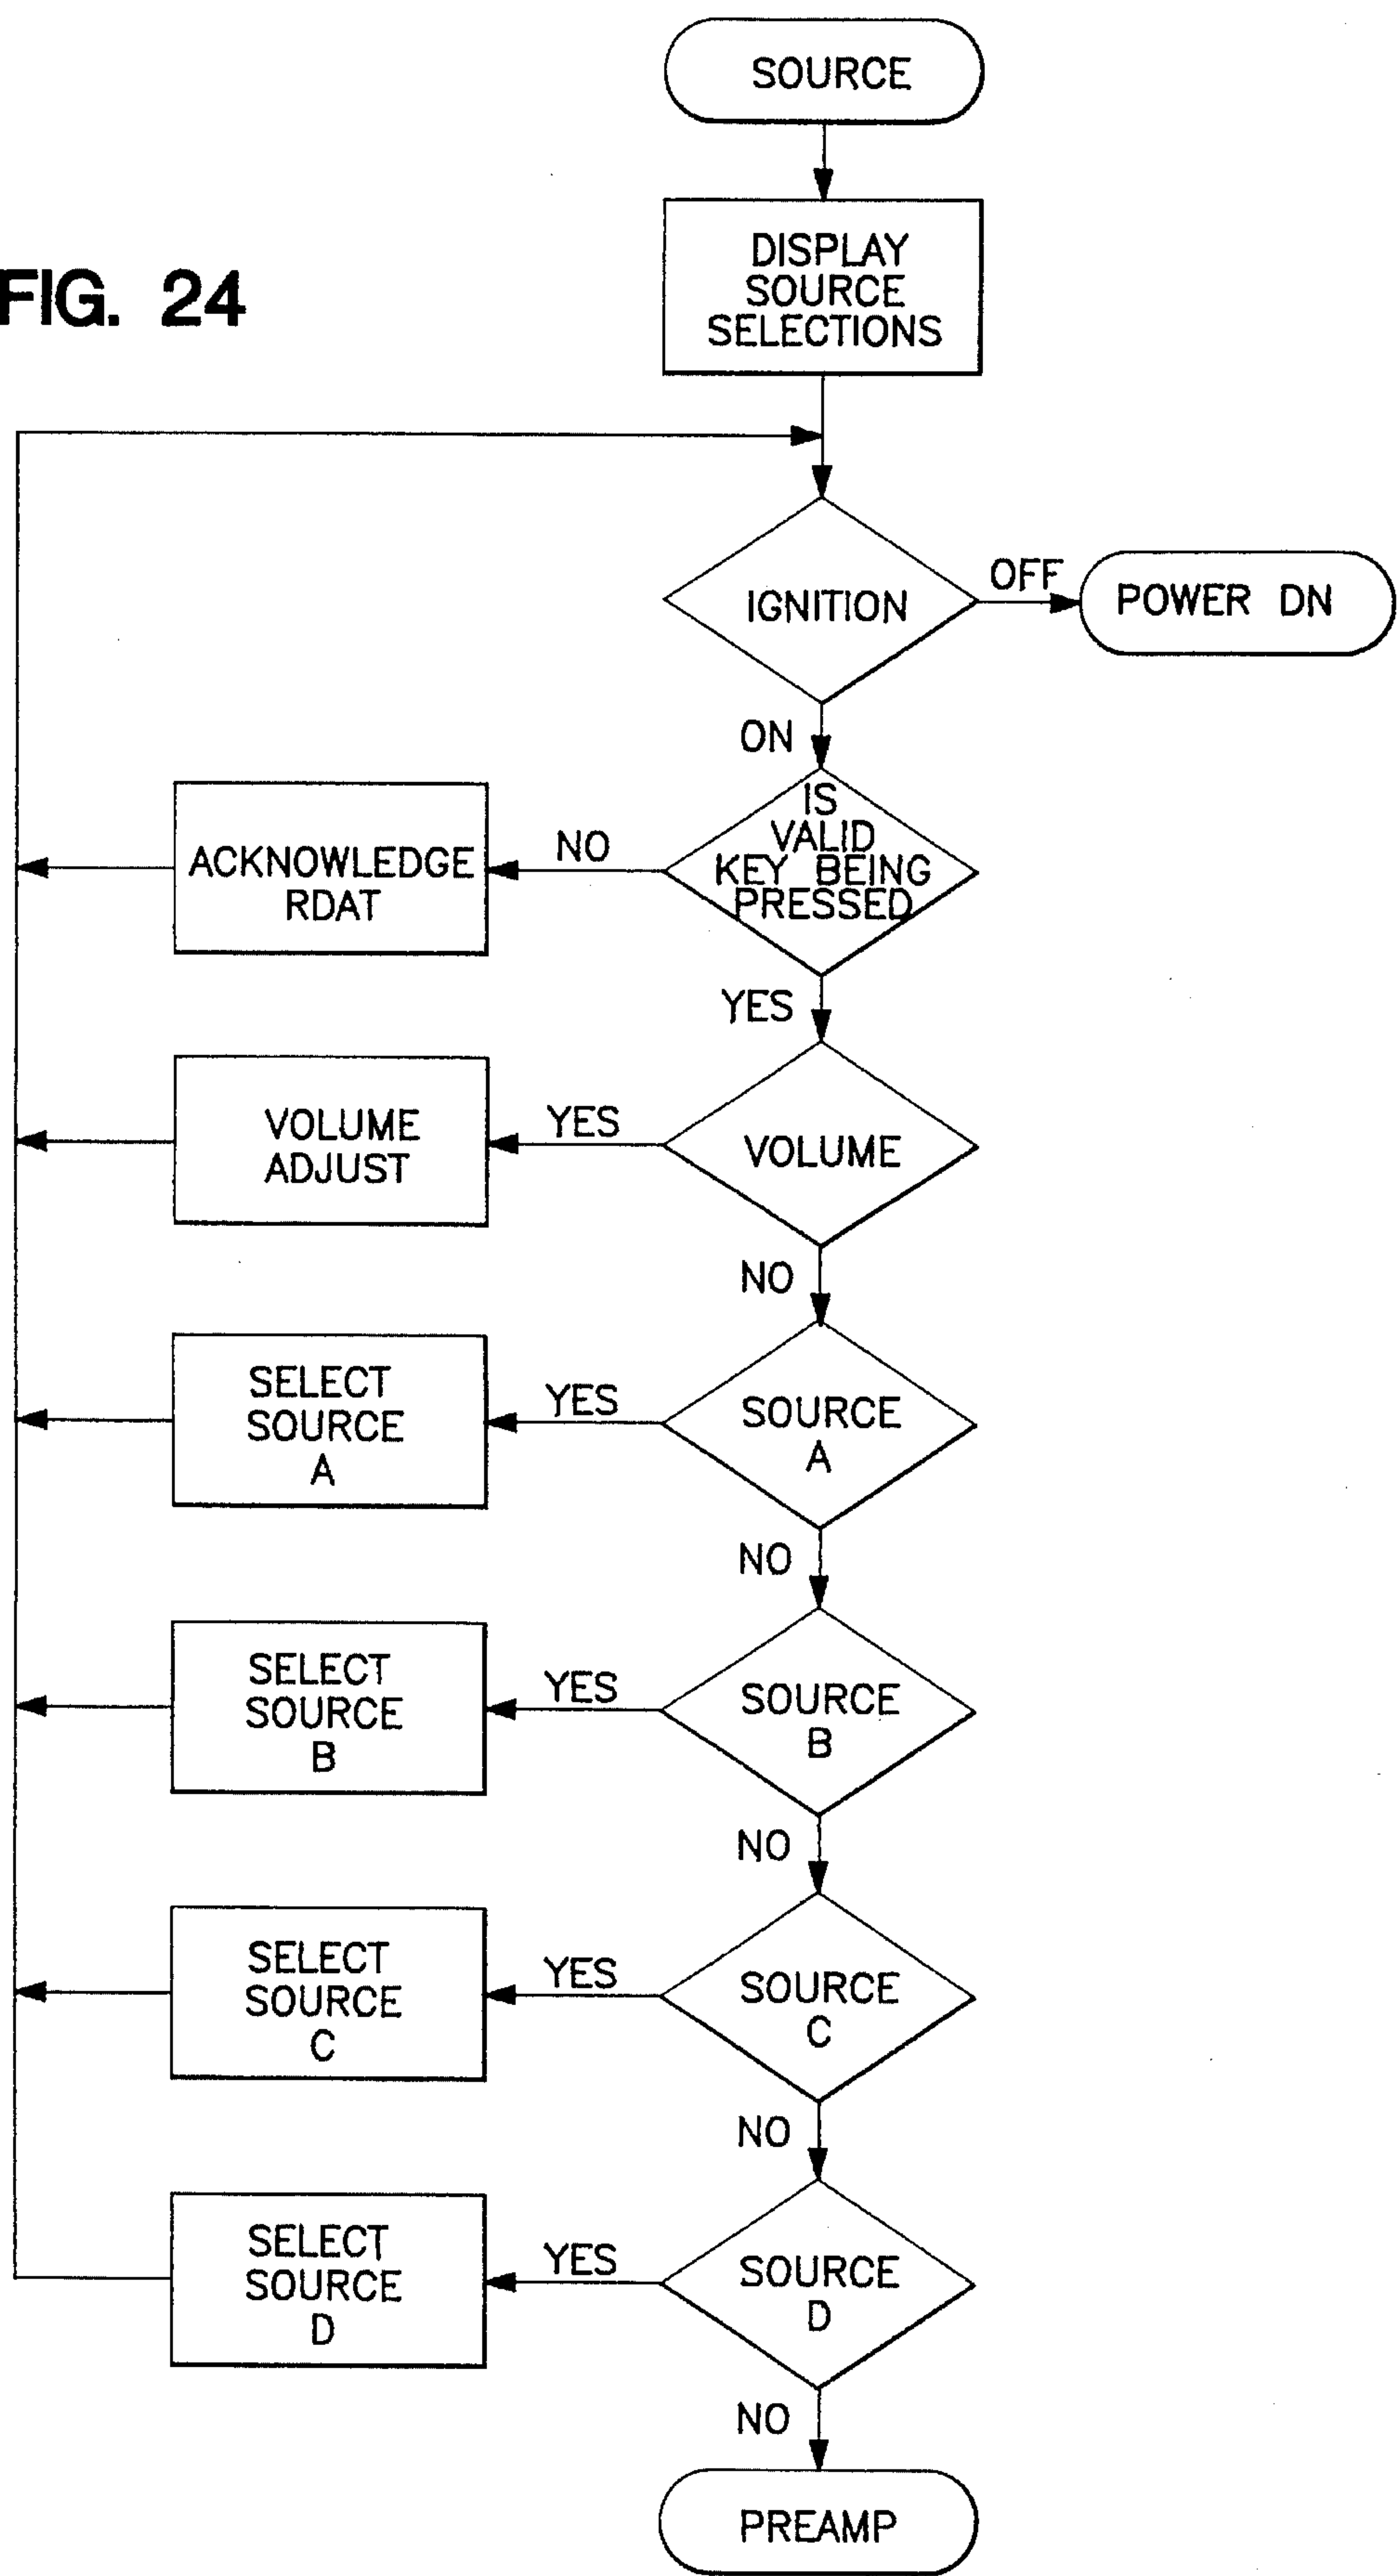 SOURCE
DISPLAY
SOURCE
SELECTIONS
FIG. 24
IGNITION
OFF
POWER DN
ON
IS
VALID
KEY BEING
PRESSED
NO
ACKNOWLEDGE
RDAT
YES
VOLUME
YES
VOLUME
ADJUST
NO
SOURCE
A
YES
SELECT
SOURCE
A
NO
SOURCE
B
YES
SELECT
SOURCE
B
NO
SOURCE
C
YES
SELECT
SOURCE
C
NO
SOURCE
D
YES
SELECT
SOURCE
D
NO
PREAMP